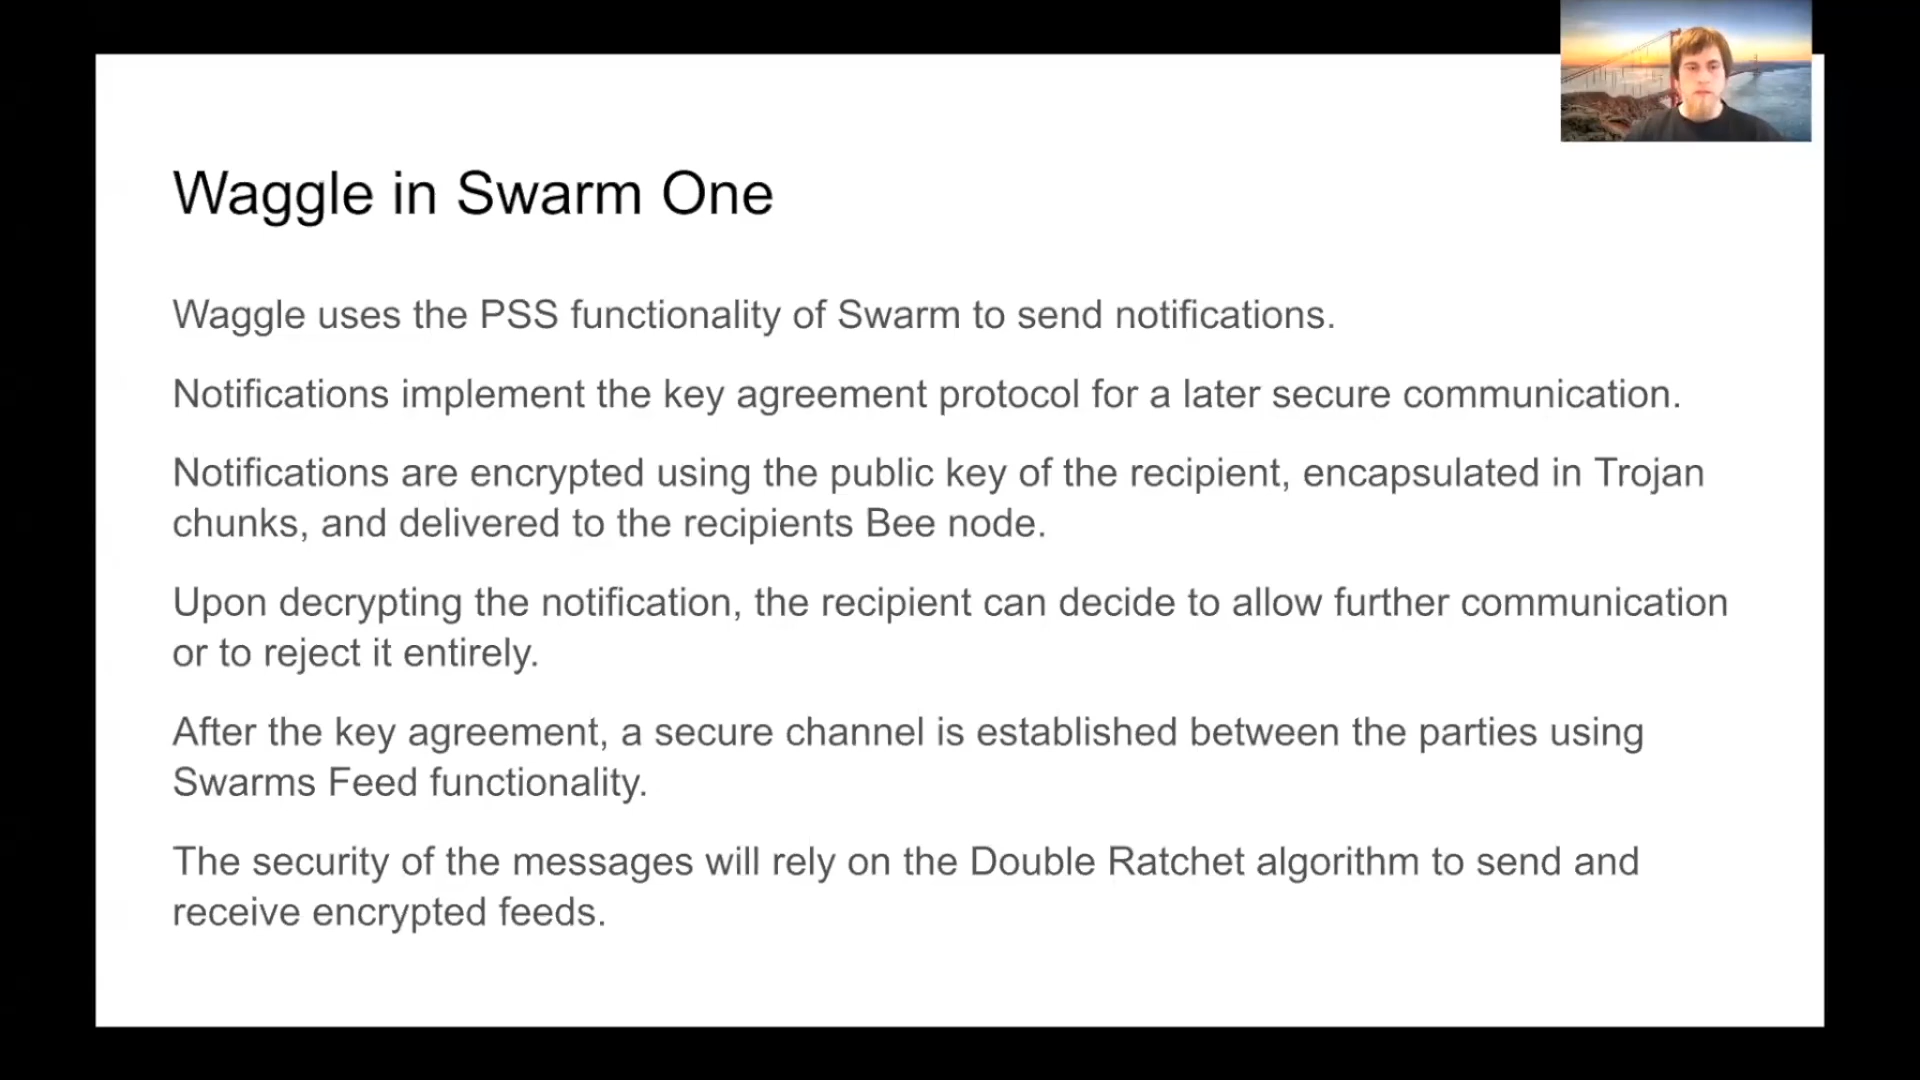 Waggle in Swarm One
Waggle uses the PSS functionality of Swarm to send notifications.
Notifications implement the key agreement protocol for a later secure communication.
Notifications are encrypted using the public key of the recipient, encapsulated in Trojan
chunks, and delivered to the recipients Bee node.
Upon decrypting the notification, the recipient can decide to allow further communication
or to reject it entirely.
After the key agreement, a secure channel is established between the parties using
Swarms Feed functionality.
The security of the messages will rely on the Double Ratchet algorithm to send and
receive encrypted feeds.